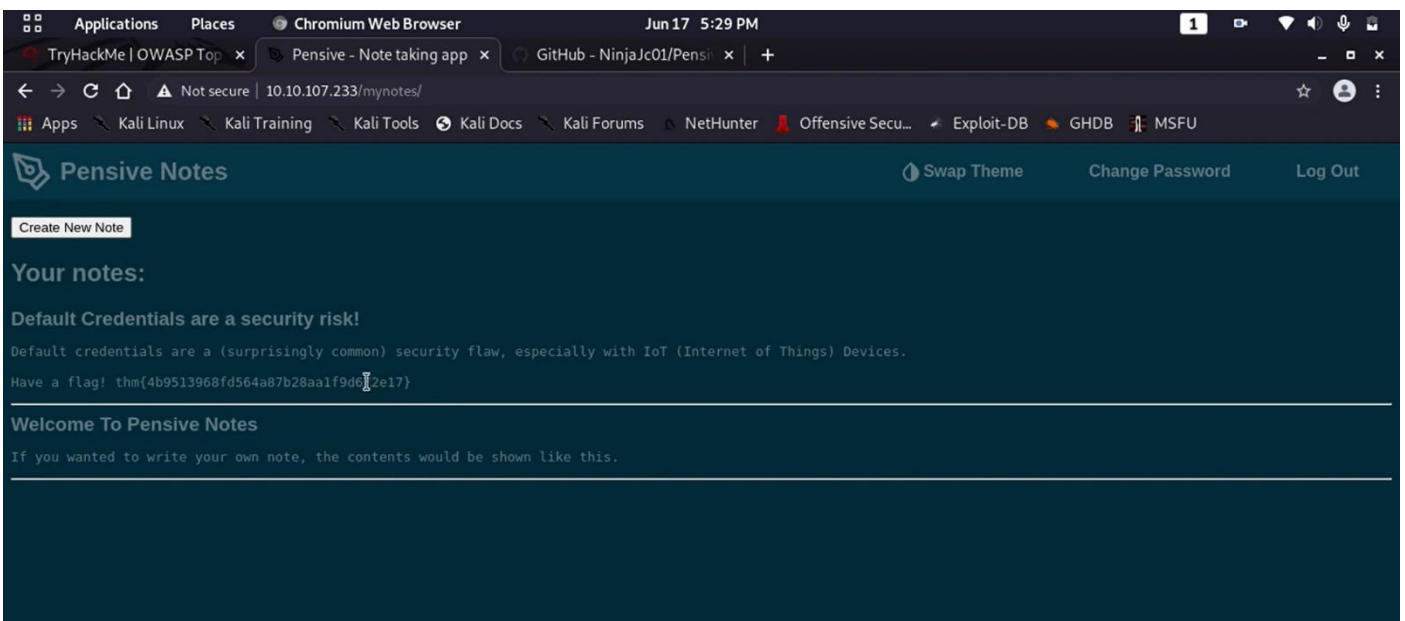 Applications Places Chromium Web Browser Jun 17 5:29 PM 1
TryHackMe | OWASP Top Pensive - Note taking app GitHub - NinjaJc01/Pensi
Not secure | 10.10.107.233/mynotes/
Apps Kali Linux Kali Training Kali Tools Kali Docs Kali Forums NetHunter Offensive Secu... Exploit-DB GHDB MSFU
Pensive Notes Swap Theme Change Password Log Out
Create New Note
Your notes:
Default Credentials are a security risk!
Default credentials are a (surprisingly common) security flaw, especially with IoT (Internet of Things) Devices.
Have a flag!
Welcome To Pensive Notes
If you wanted to write your own note, the contents would be shown like this.